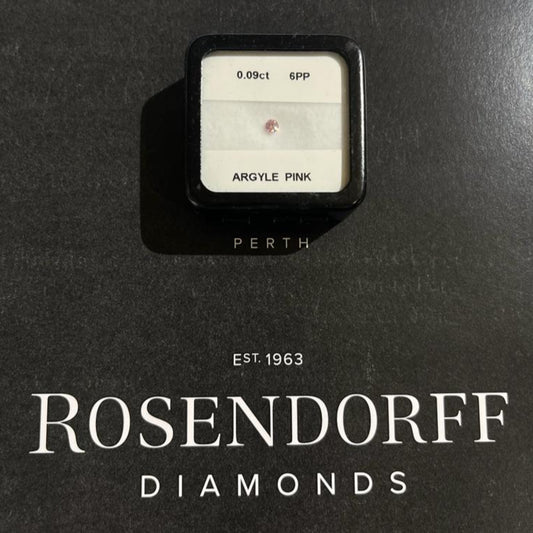 0.09ct 6PP
ARGYLE PINK
PERTH
EST. 1963
ROSENDORFF
DIAMONDS